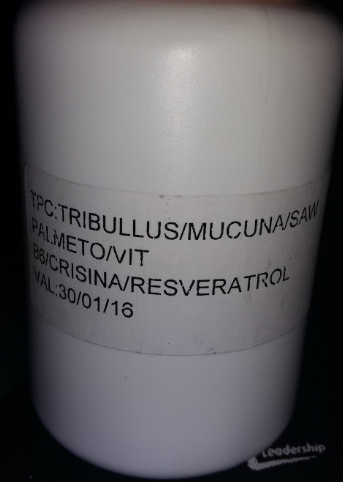 TPC:TRIBULLUS/MUCUNA/SAW
PALMETO/VIT
B6/CRISINA/RESVERATROL
VAL:30/01/16
Leadership